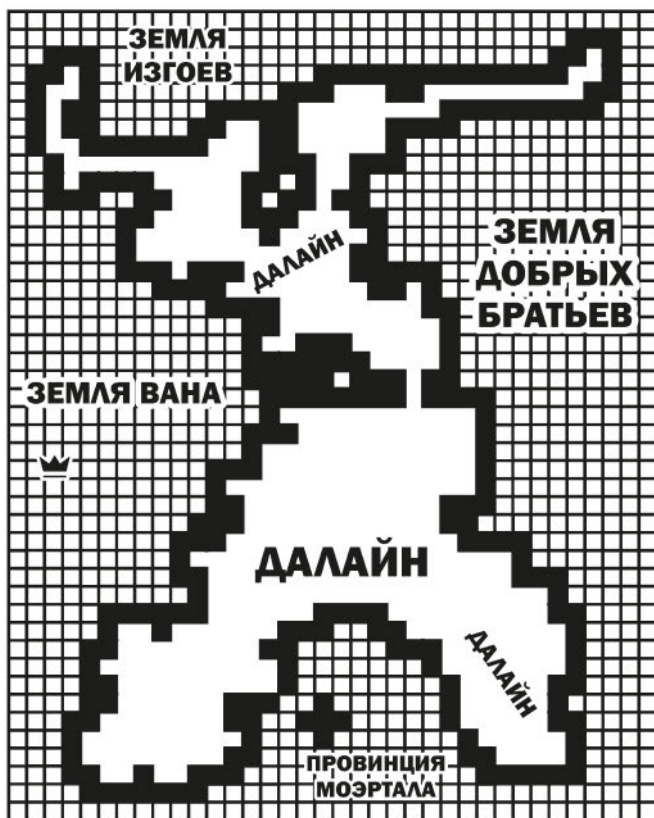 ЗЕМЛЯ
ИЗГОЕВ
ЗЕМЛЯ
ДОБРЫХ
БРАТЬЕВ
ДАЛАЙН
ЗЕМЛЯ ВАНА
ДАЛАЙН
ДАЛАЙН
ПРОВИНЦИЯ
МОЭРТАЛА